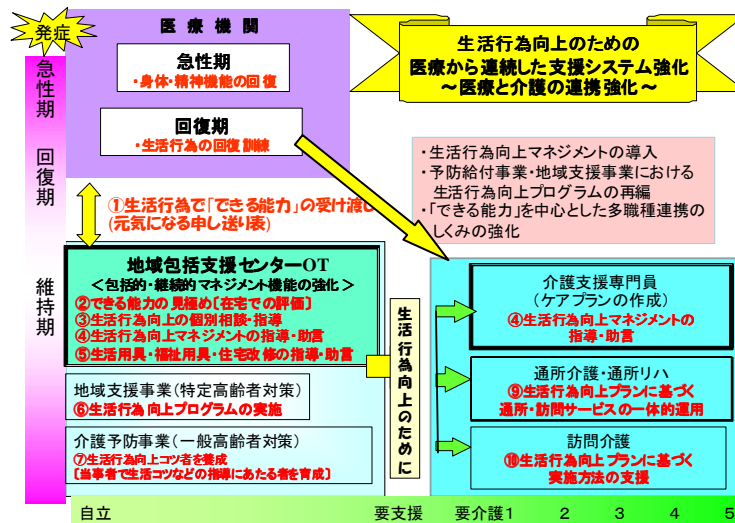 発症
急性期
回復期
維持期
医療機関
急性期
・身体・精神機能の回復
回復期
・生活行為の回復訓練
生活行為向上のための
医療から連続した支援システム強化
～医療と介護の連携強化～
・生活行為向上マネジメントの導入
・予防給付事業・地域支援事業における
生活行為向上プログラムの再編
・「できる能力」を中心とした多職種連携の
しくみの強化
①生活行為で「できる能力」の受け渡し
(元気になる申し送り表)
地域包括支援センターOT
＜包括的・継続的マネジメント機能の強化＞
②できる能力の見極め〔在宅での評価〕
③生活行為向上の個別相談・指導
④生活行為向上マネジメントの指導・助言
⑤生活用具・福祉用具・住宅改修の指導・助言
地域支援事業(特定高齢者対策)
⑥生活行為向上プログラムの実施
介護予防事業(一般高齢者対策)
⑦生活行為向上コツ者を養成
〔当事者で生活コツなどの指導にあたる者を育成〕
生活行為向上のために
介護支援専門員
(ケアプランの作成)
④生活行為向上マネジメントの
指導・助言
通所介護・通所リハ
⑨生活行為向上プランに基づく
通所・訪問サービスの一体的運用
訪問介護
⑩生活行為向上プランに基づく
実施方法の支援
自立 要支援 要介護1 2 3 4 5